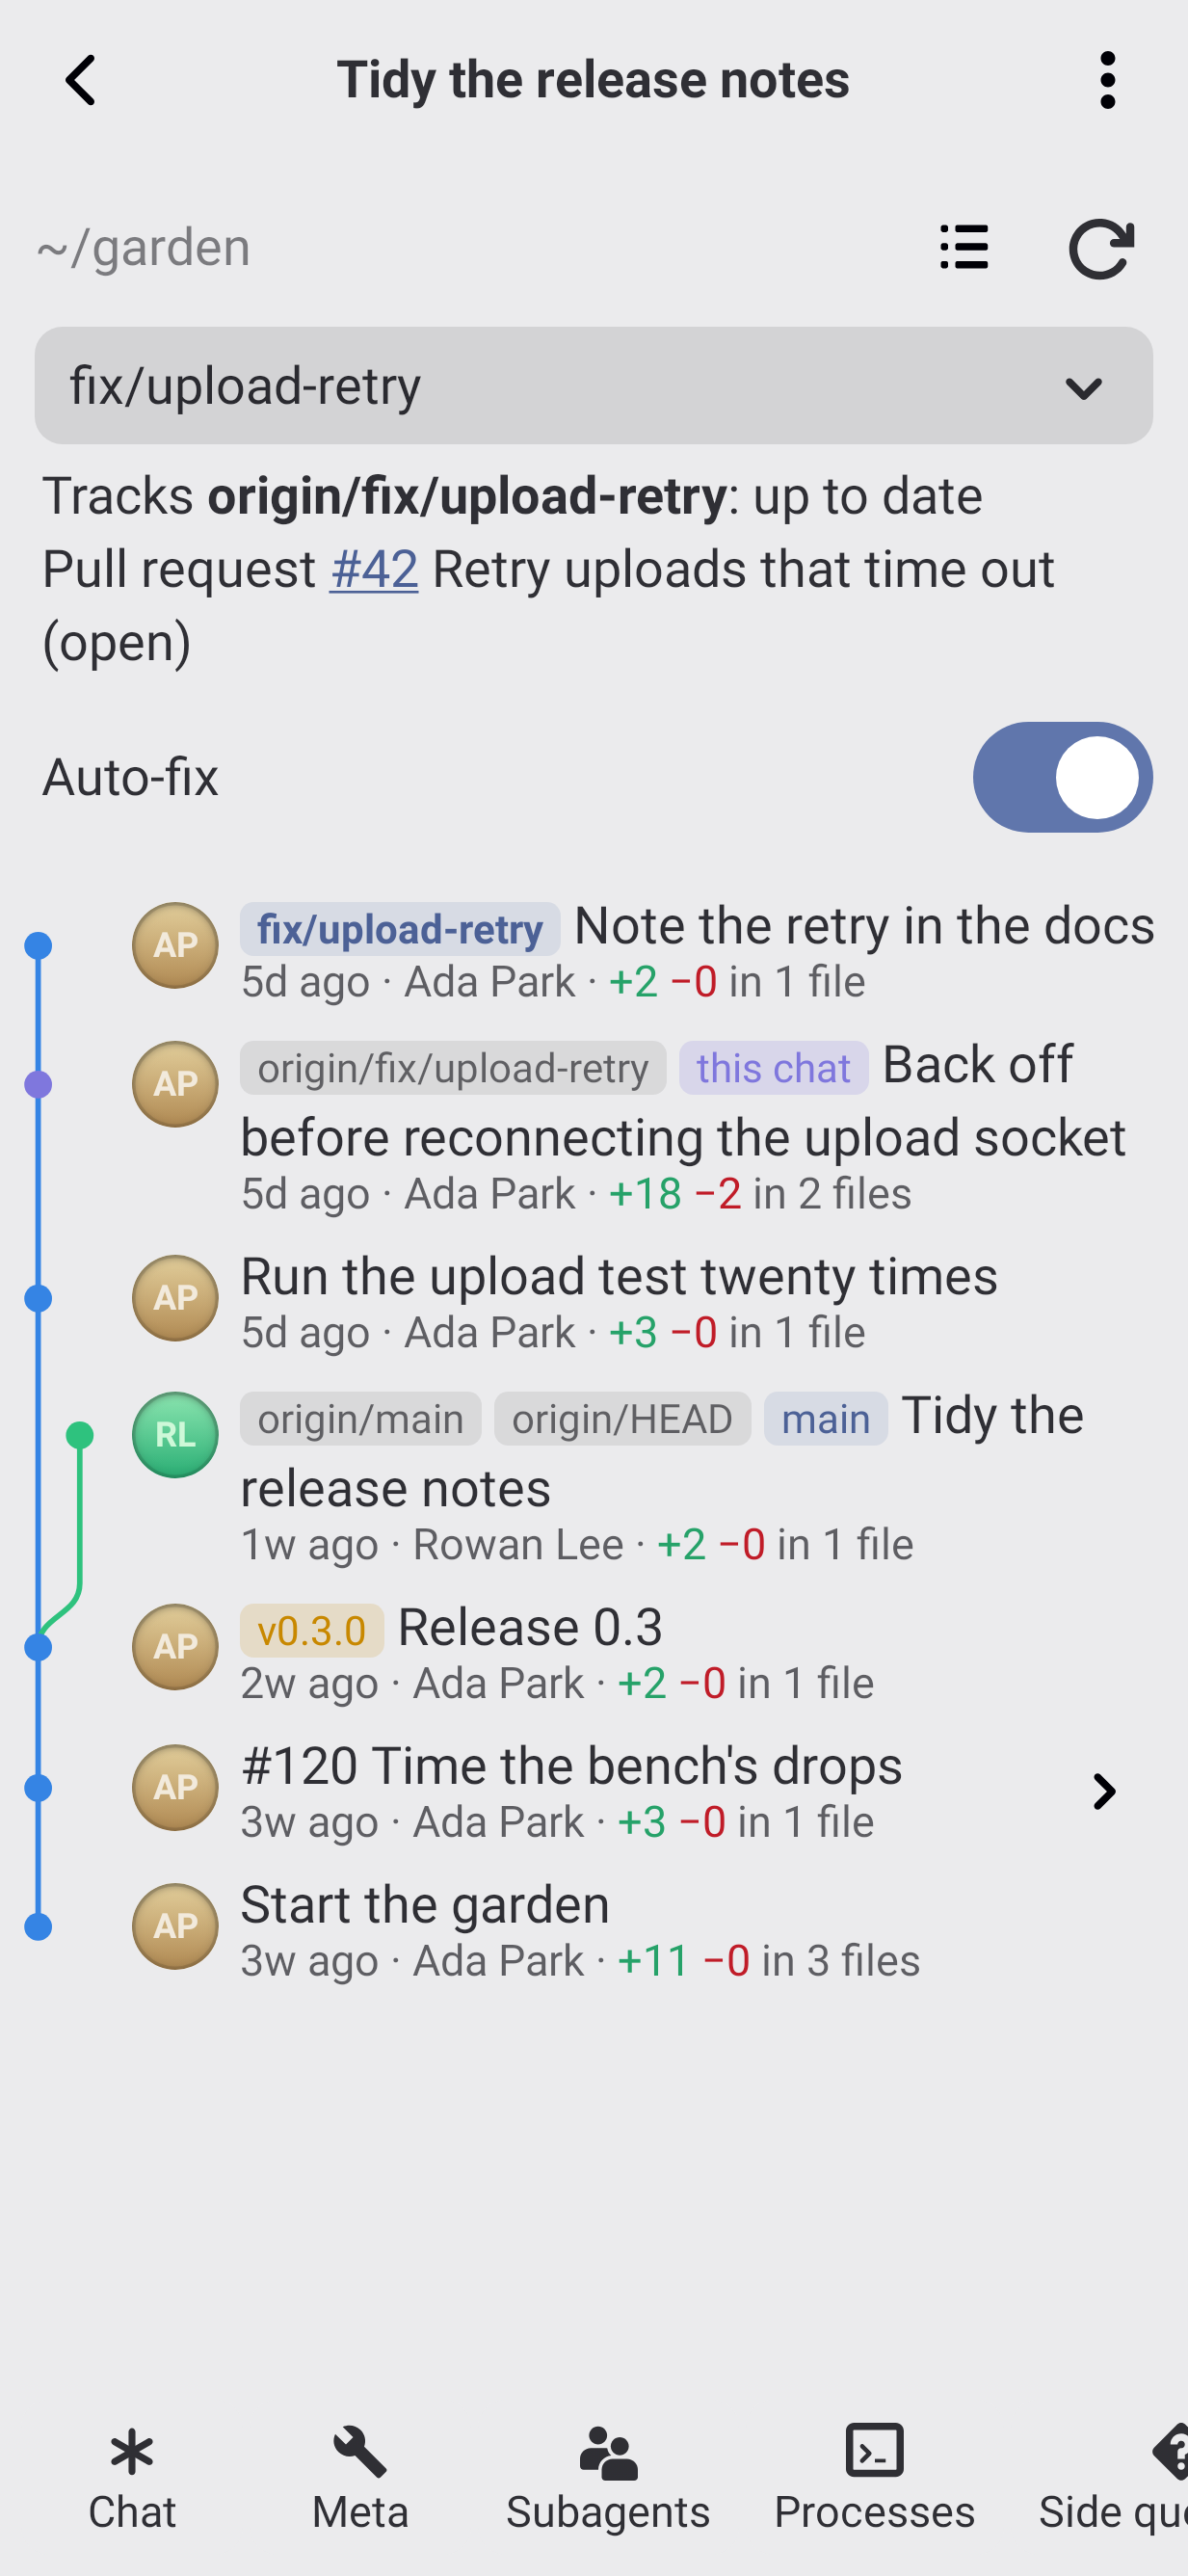 Tidy the release notes
~/garden
fix/upload-retry
Tracks origin/fix/upload-retry: up to date
Pull request #42 Retry uploads that time out
(open)
Auto-fix
AP fix/upload-retry Note the retry in the docs
5d ago · Ada Park · +2 −0 in 1 file
AP origin/fix/upload-retry this chat Back off
before reconnecting the upload socket
5d ago · Ada Park · +18 −2 in 2 files
AP Run the upload test twenty times
5d ago · Ada Park · +3 −0 in 1 file
RL origin/main origin/HEAD main Tidy the
release notes
1w ago · Rowan Lee · +2 −0 in 1 file
AP v0.3.0 Release 0.3
2w ago · Ada Park · +2 −0 in 1 file
AP #120 Time the bench's drops
3w ago · Ada Park · +3 −0 in 1 file
AP Start the garden
3w ago · Ada Park · +11 −0 in 3 files
Chat Meta Subagents Processes Side